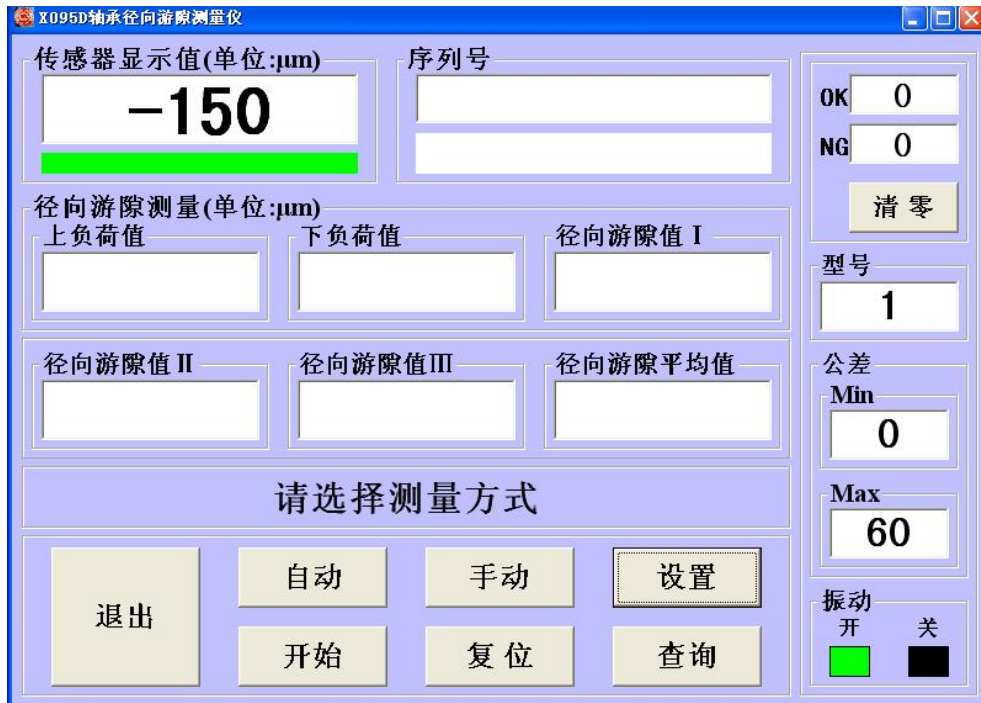 X095D轴承径向游隙测量仪
传感器显示值(单位:μm)
-150
序列号
OK 0
NG 0
清 零
径向游隙测量(单位:μm)
上负荷值
下负荷值
径向游隙值 Ⅰ
型号
1
径向游隙值 Ⅱ
径向游隙值Ⅲ
径向游隙平均值
公差
Min
0
Max
60
请选择测量方式
退出
自动
手动
设置
开始
复 位
查询
振动
开 关